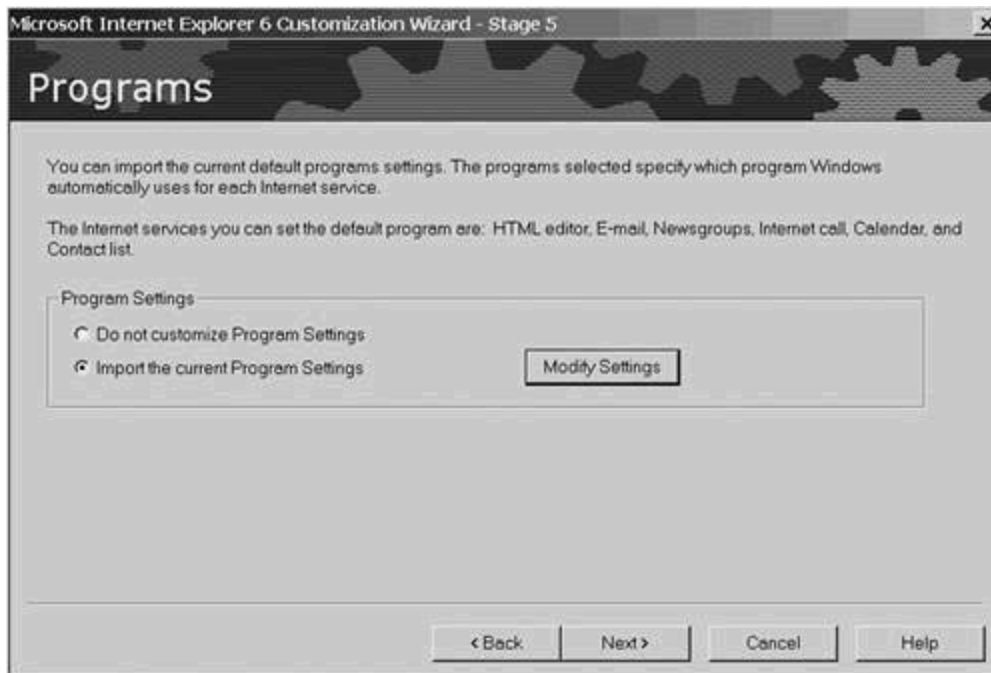 Microsoft Internet Explorer 6 Customization Wizard - Stage 5
Programs
You can import the current default programs settings. The programs selected specify which program Windows
automatically uses for each Internet service.
The Internet services you can set the default program are: HTML editor, E-mail, Newsgroups, Internet call, Calendar, and
Contact list.
Program Settings
Do not customize Program Settings
Import the current Program Settings
Modify Settings
< Back
Next >
Cancel
Help